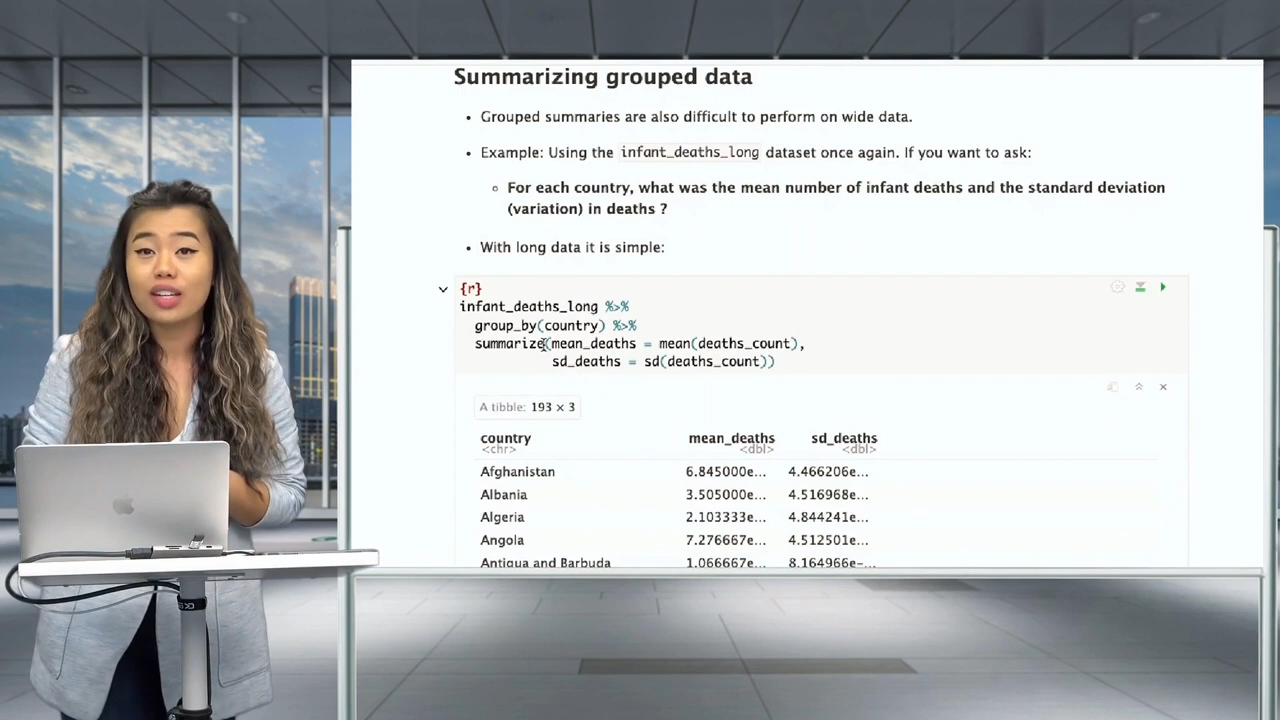 Summarizing grouped data
• Grouped summaries are also difficult to perform on wide data.
• Example: Using the infant_deaths_long dataset once again. If you want to ask:
◦ For each country, what was the mean number of infant deaths and the standard deviation
(variation) in deaths ?
• With long data it is simple:
{r}
infant_deaths_long %>%
group_by(country) %>%
summarize(mean_deaths = mean(deaths_count),
sd_deaths = sd(deaths_count))
A tibble: 193 × 3
country mean_deaths sd_deaths
<chr> <dbl> <dbl>
Afghanistan 6.845000e... 4.466206e...
Albania 3.505000e... 4.516968e...
Algeria 2.103333e... 4.844241e...
Angola 7.276667e... 4.512501e...
Antigua and Barbuda 1.066667e... 8.164966e-...